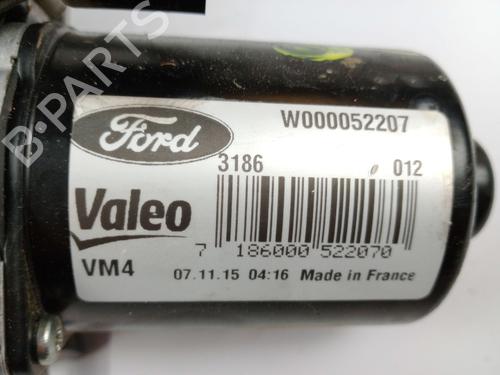 B-PARTS
Ford
W000052207
3186 012
Valeo
7 186000 522070
VM4 07.11.15 04:16 Made in France